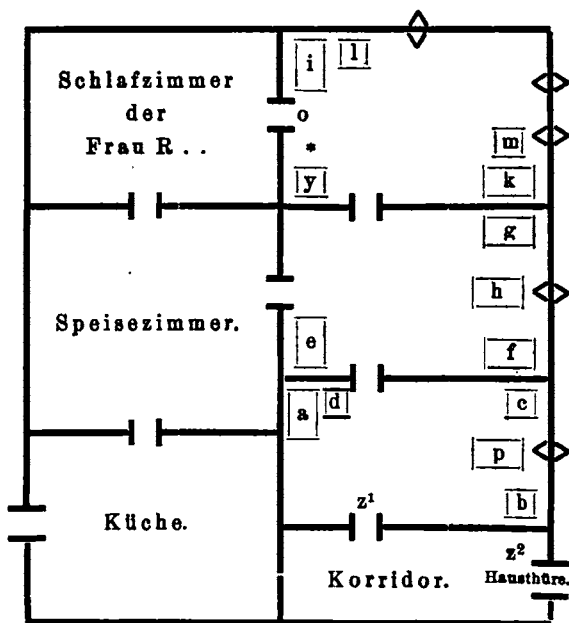 i l
Schlafzimmer
der
Frau R . .
o
*
m
y k
g
h
Speisezimmer.
e f
a d c
p
z¹ b
Küche.
z²
Korridor. Hausthüre.